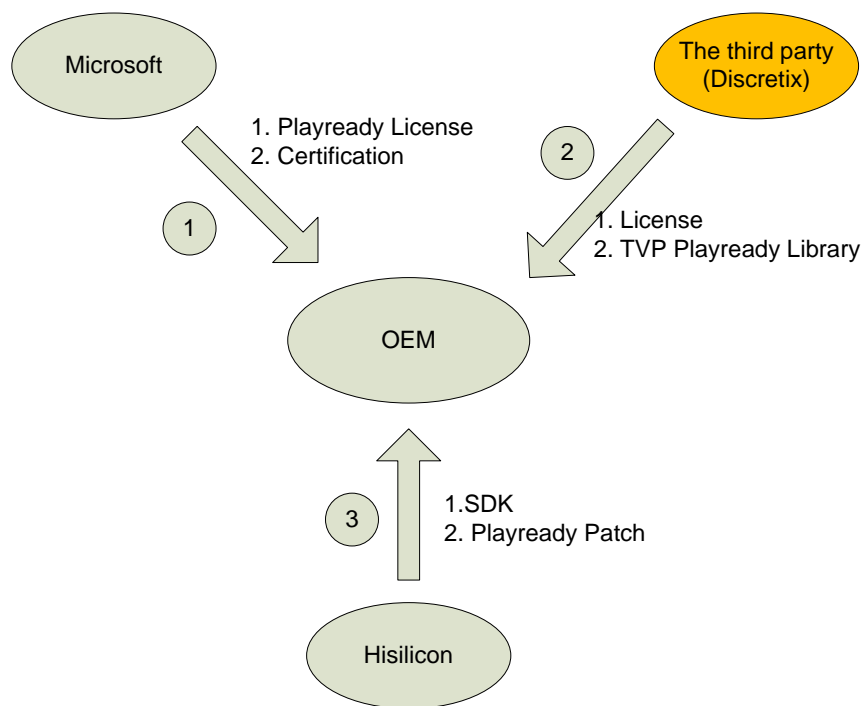 Microsoft
The third party
(Discretix)
1. Playready License
2. Certification
1
2
1. License
2. TVP Playready Library
OEM
3
1.SDK
2. Playready Patch
Hisilicon